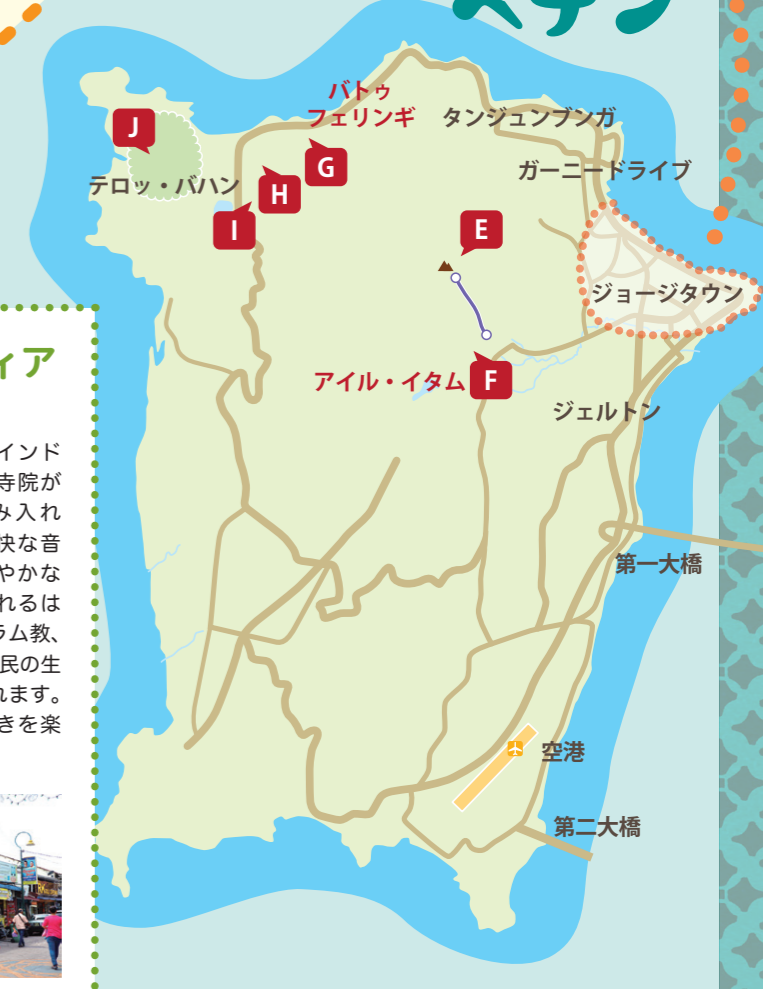 バトゥ
フェリンギ
タンジュンブンガ
J
ガーニードライブ
G
テロッ・バハン
H
I
E
ジョージタウン
ィア
アイル・イタム
F
ジェルトン
インド
寺院が
み入れ
快な音
やかな
れるは
ラム教、
民の生
れます。
きを楽
第一大橋
空港
第二大橋